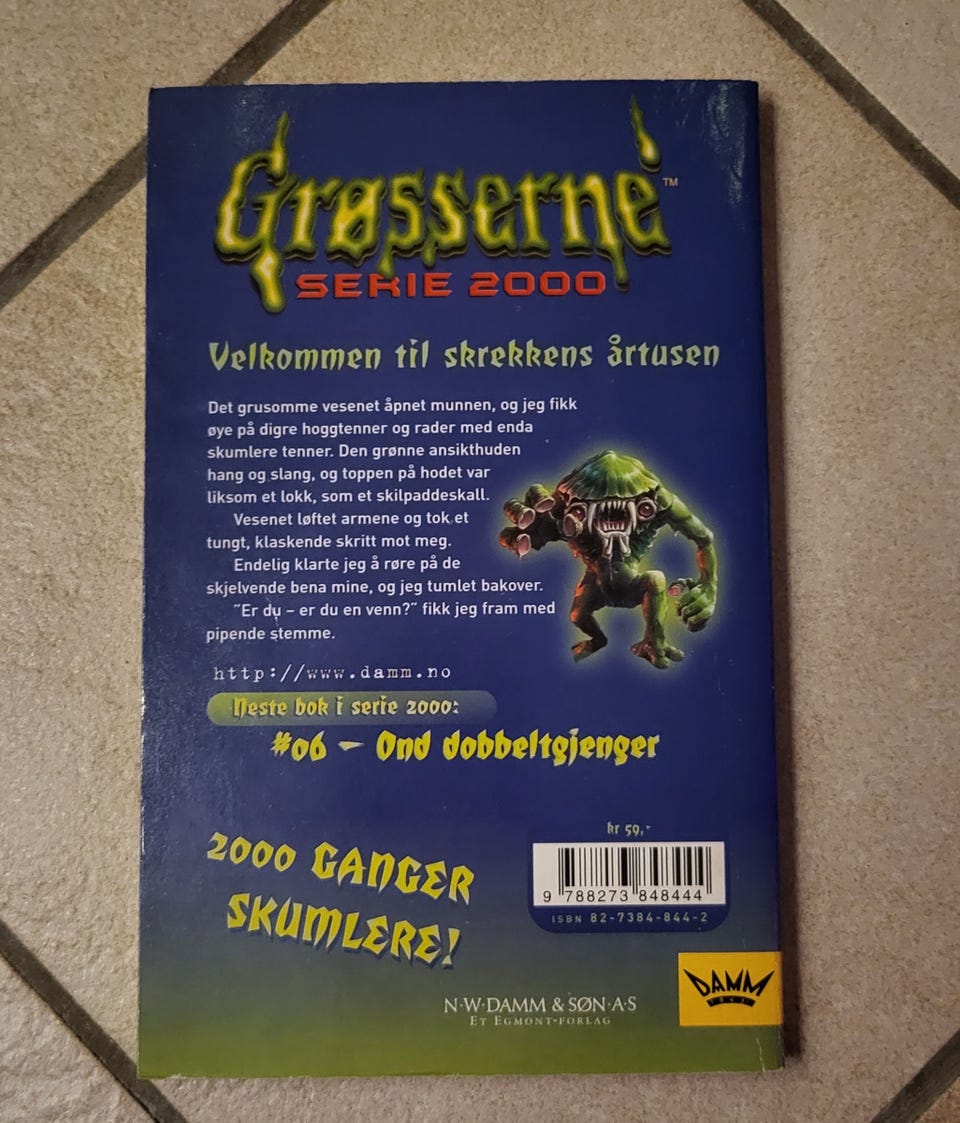 Grøsserne™
SERIE 2000
Velkommen til skrekkens årtusen
Det grusomme vesenet åpnet munnen, og jeg fikk
øye på digre hoggtenner og rader med enda
skumlere tenner. Den grønne ansikthuden
hang og slang, og toppen på hodet var
liksom et lokk, som et skilpaddeskall.
Vesenet løftet armene og tok et
tungt, klaskende skritt mot meg.
Endelig klarte jeg å røre på de
skjelvende bena mine, og jeg tumlet bakover.
"Er du – er du en venn?" fikk jeg fram med
pipende stemme.
http://www.damm.no
Neste bok i serie 2000:
#06 – Ond dobbeltgjenger
2000 GANGER
SKUMLERE!
kr 59,-
9 788273 848444
ISBN 82-7384-844-2
DAMM
1843
N·W·DAMM & SØN·A·S
ET EGMONT-FORLAG